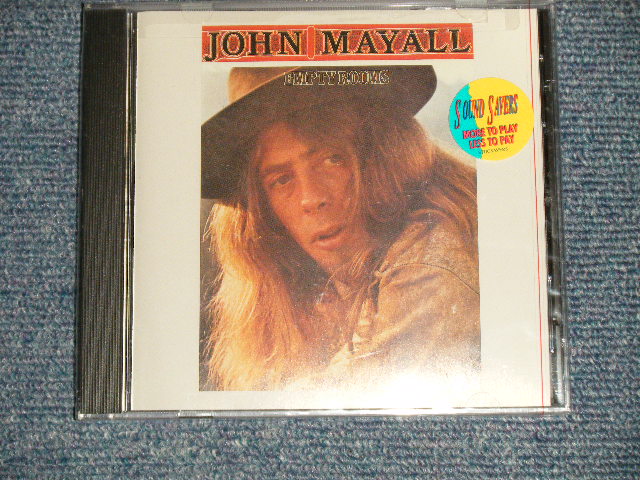 JOHN MAYALL
EMPTY ROOMS
SOUND SAVERS
MORE TO PLAY
LESS TO PAY